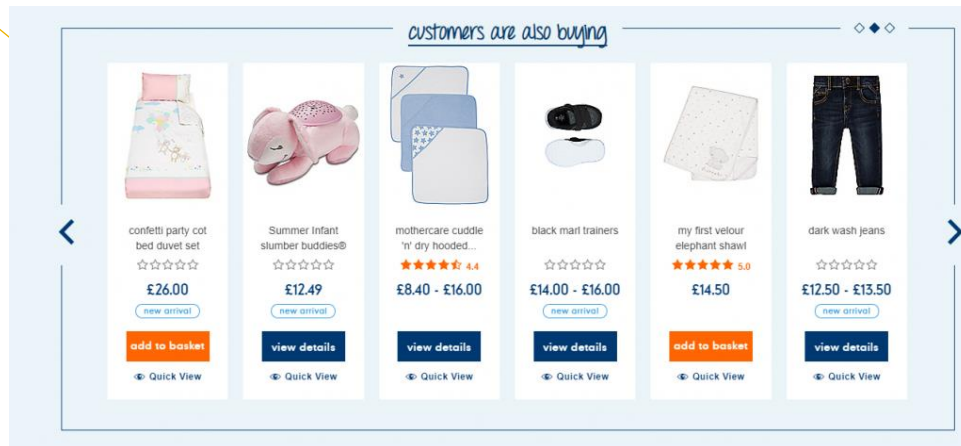 customers are also buying
confetti party cot
bed duvet set
£26.00
new arrival
add to basket
Quick View
Summer Infant
slumber buddies®
£12.49
new arrival
view details
Quick View
mothercare cuddle
'n' dry hooded...
4.4
£8.40 - £16.00
view details
Quick View
black marl trainers
£14.00 - £16.00
new arrival
view details
Quick View
my first velour
elephant shawl
5.0
£14.50
add to basket
Quick View
dark wash jeans
£12.50 - £13.50
new arrival
view details
Quick View